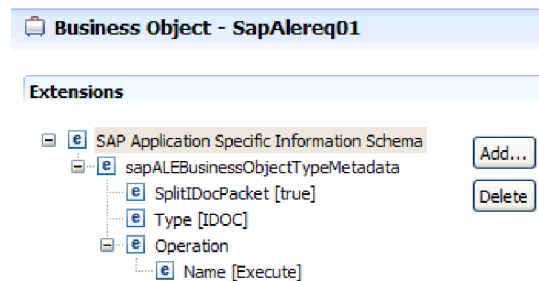 Business Object - SapAlereq01
Extensions
e SAP Application Specific Information Schema
Add...
e sapALEBusinessObjectTypeMetadata
e SplitIDocPacket [true]
Delete
e Type [IDOC]
e Operation
e Name [Execute]